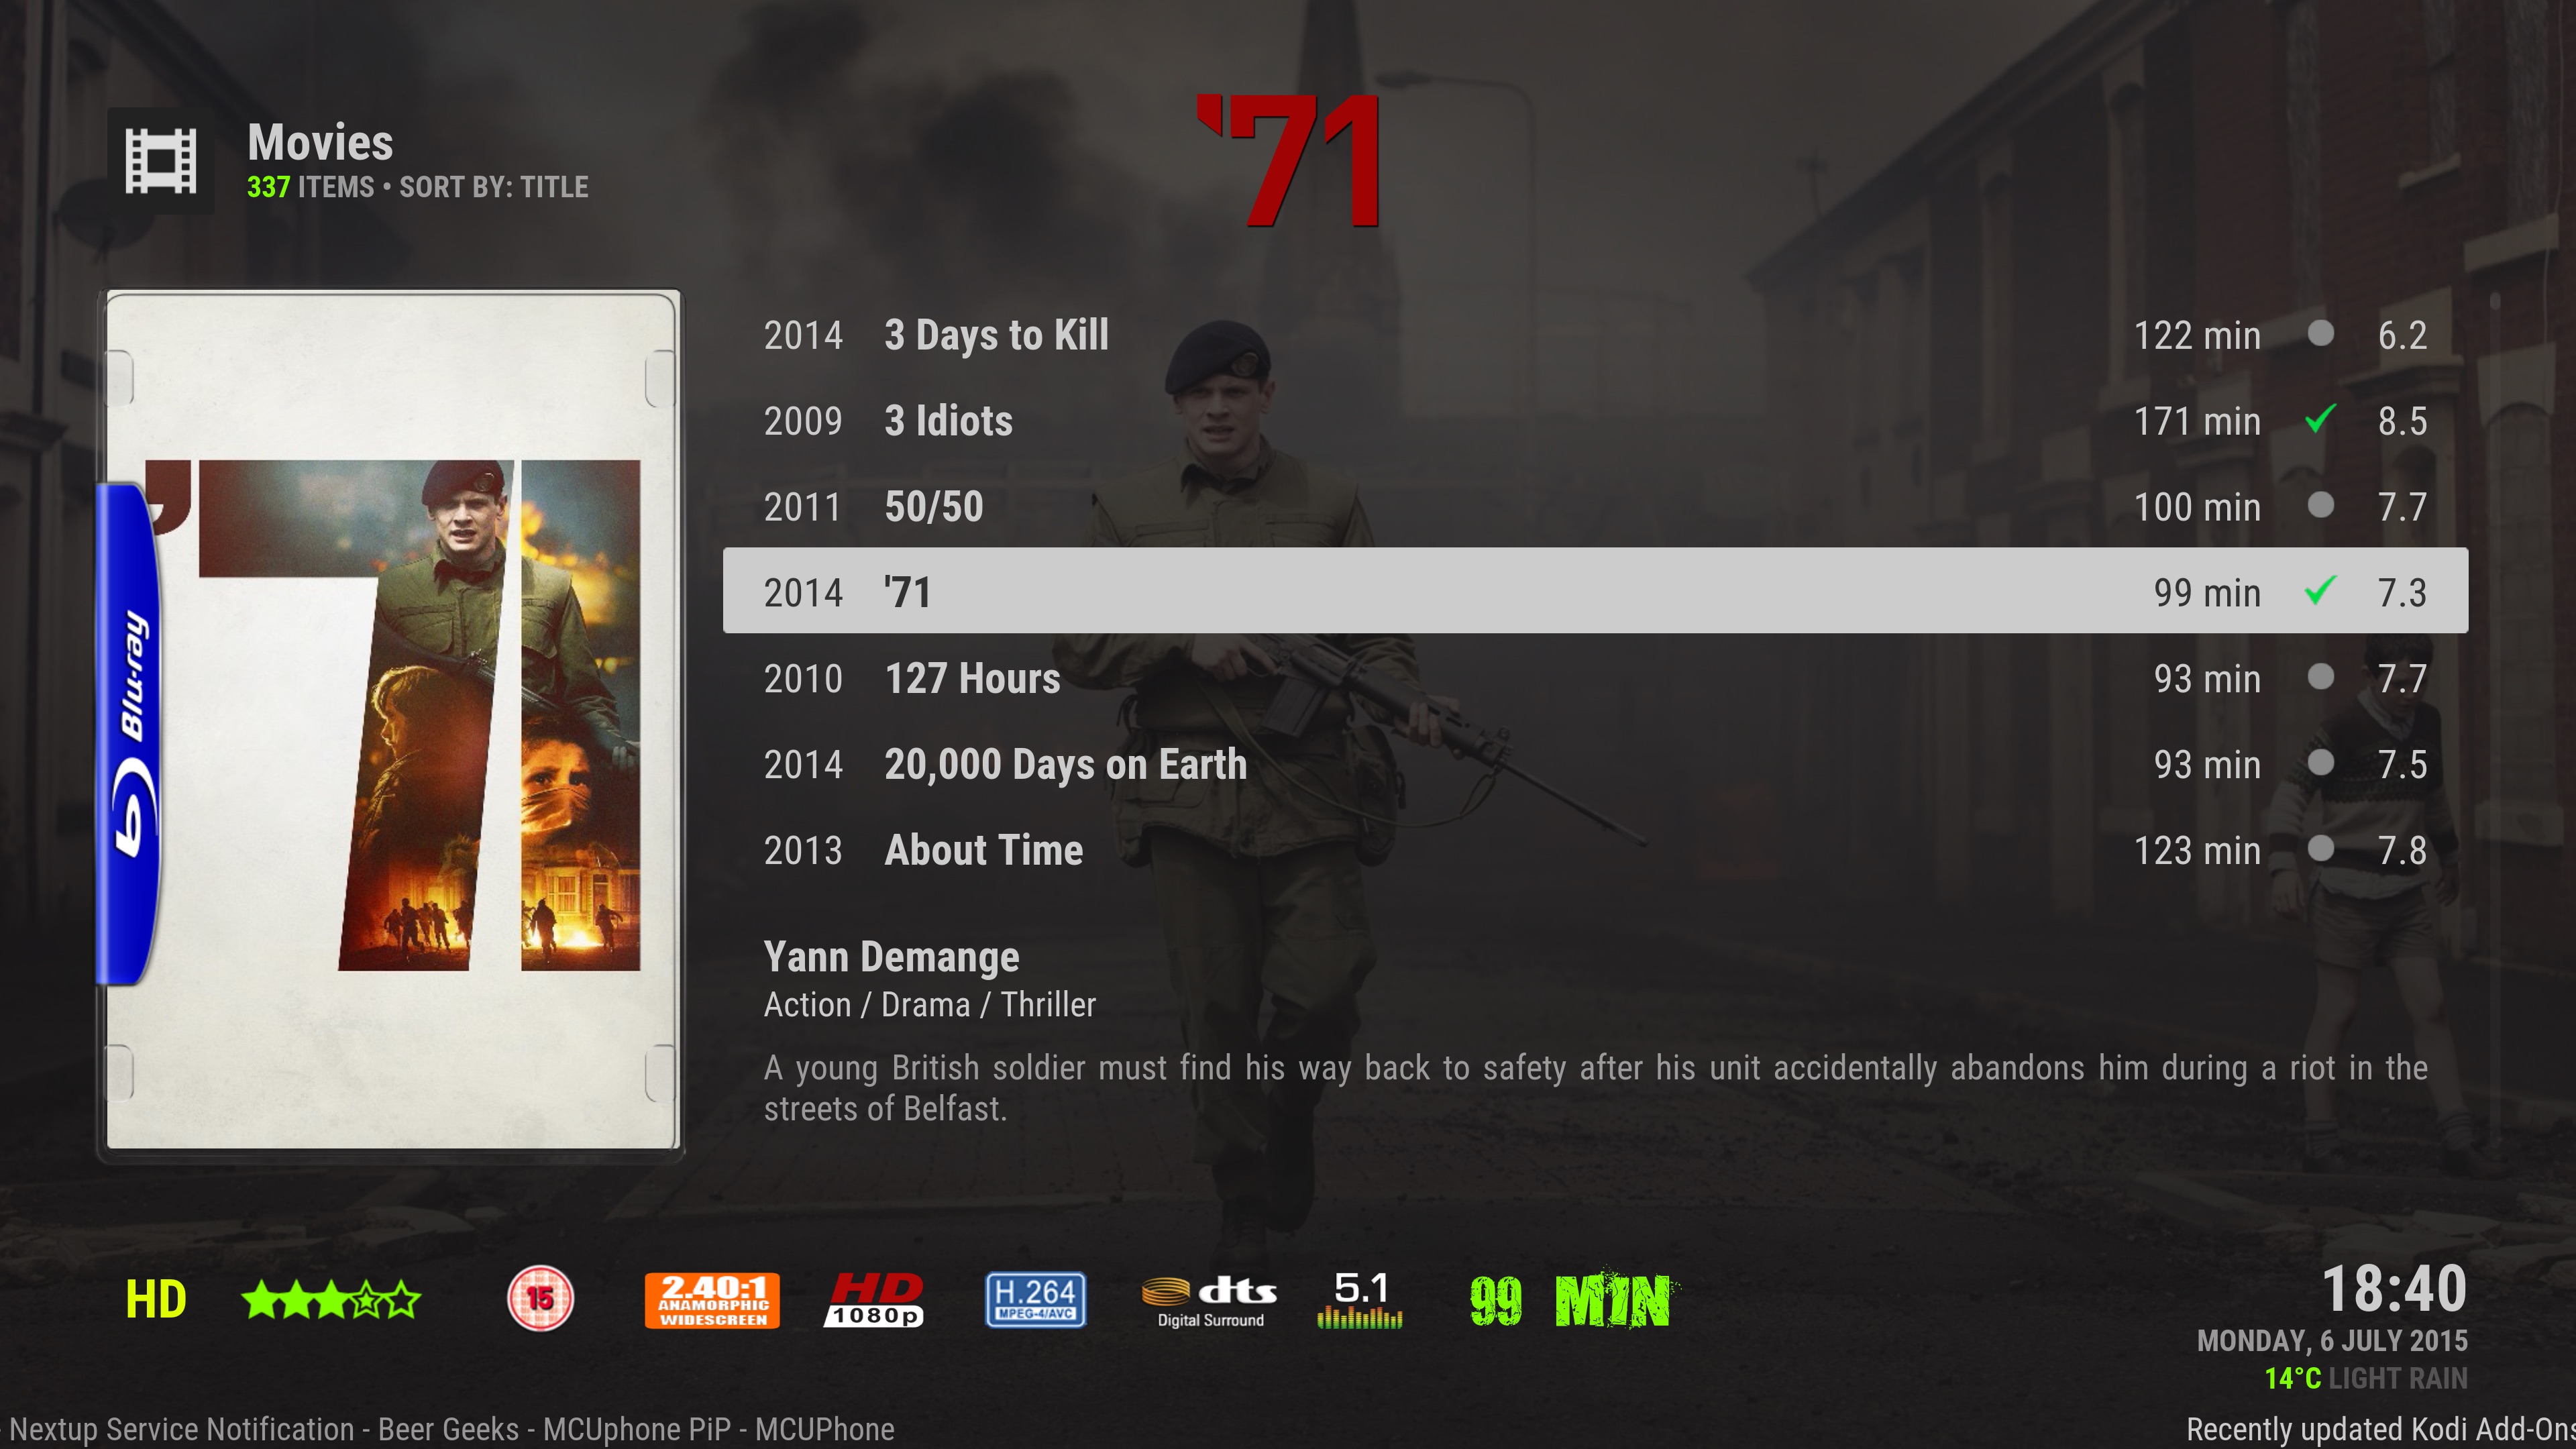 Movies
337 ITEMS • SORT BY: TITLE
'71
Blu-ray
'71
2014 3 Days to Kill 122 min 6.2
2009 3 Idiots 171 min 8.5
2011 50/50 100 min 7.7
2014 '71 99 min 7.3
2010 127 Hours 93 min 7.7
2014 20,000 Days on Earth 93 min 7.5
2013 About Time 123 min 7.8
Yann Demange
Action / Drama / Thriller
A young British soldier must find his way back to safety after his unit accidentally abandons him during a riot in the
streets of Belfast.
HD
15
2.40:1
ANAMORPHIC
WIDESCREEN
HD
1080p
H.264
MPEG-4/AVC
dts
Digital Surround
5.1
99 MIN
18:40
MONDAY, 6 JULY 2015
14°C LIGHT RAIN
Nextup Service Notification - Beer Geeks - MCUphone PiP - MCUPhone
Recently updated Kodi Add-Ons